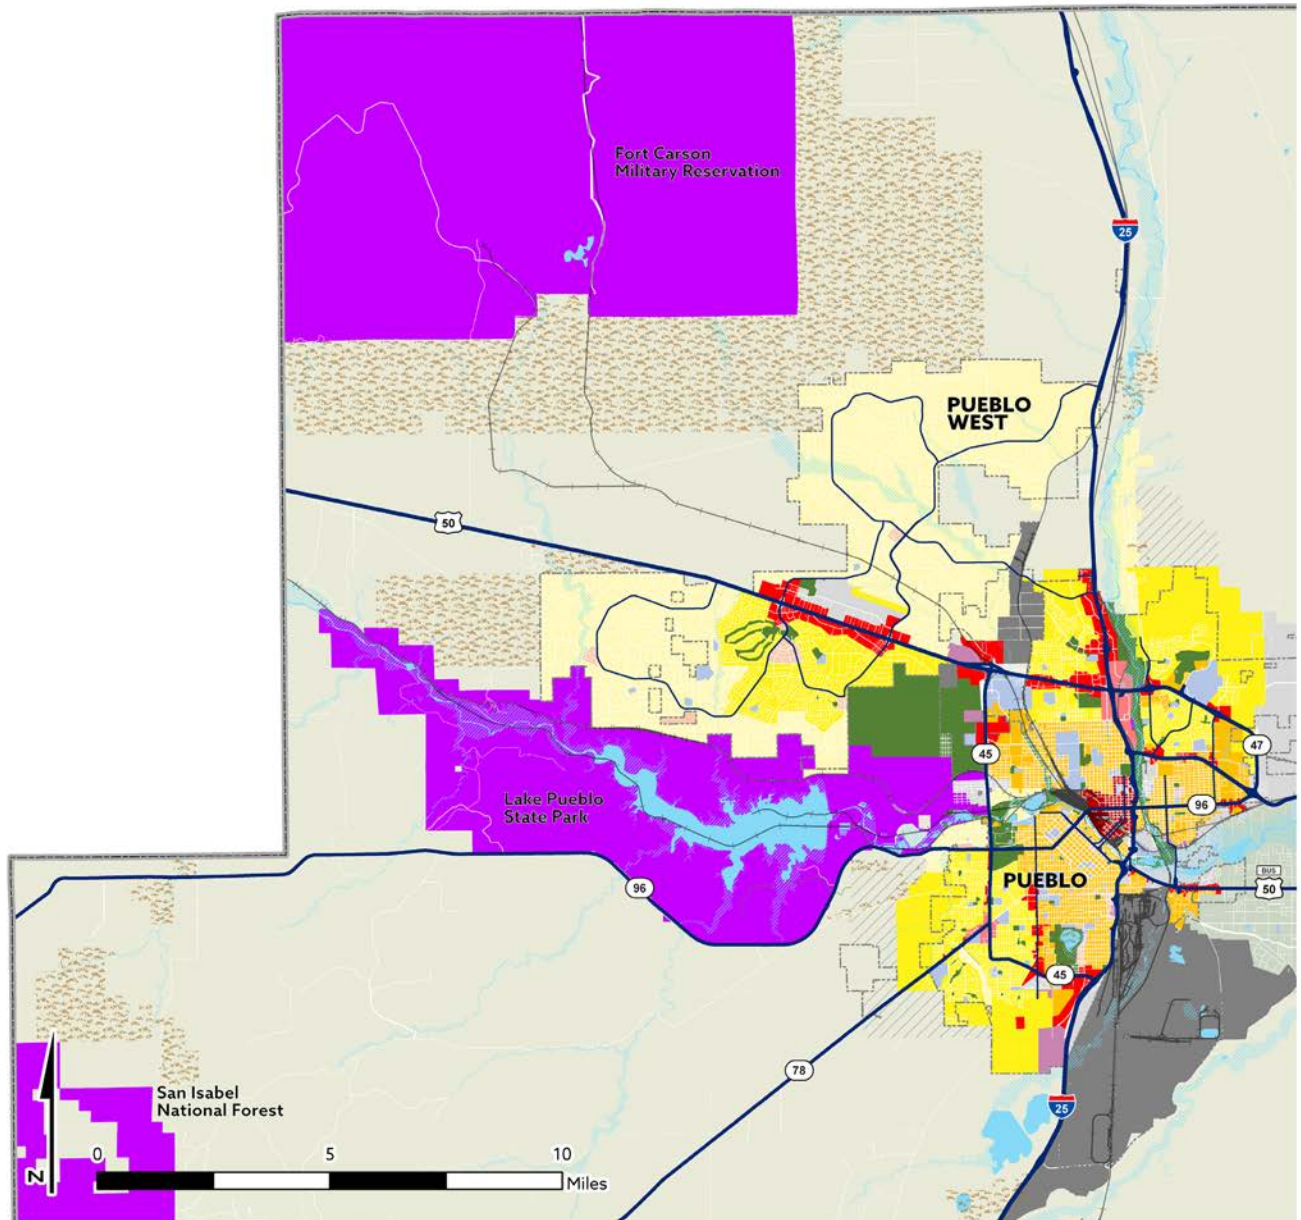 Fort Carson
Military Reservation
25
PUEBLO
WEST
50
45
47
Lake Pueblo
State Park
96
PUEBLO
BUS
50
96
45
78
San Isabel
National Forest
25
N
0 5 10
Miles